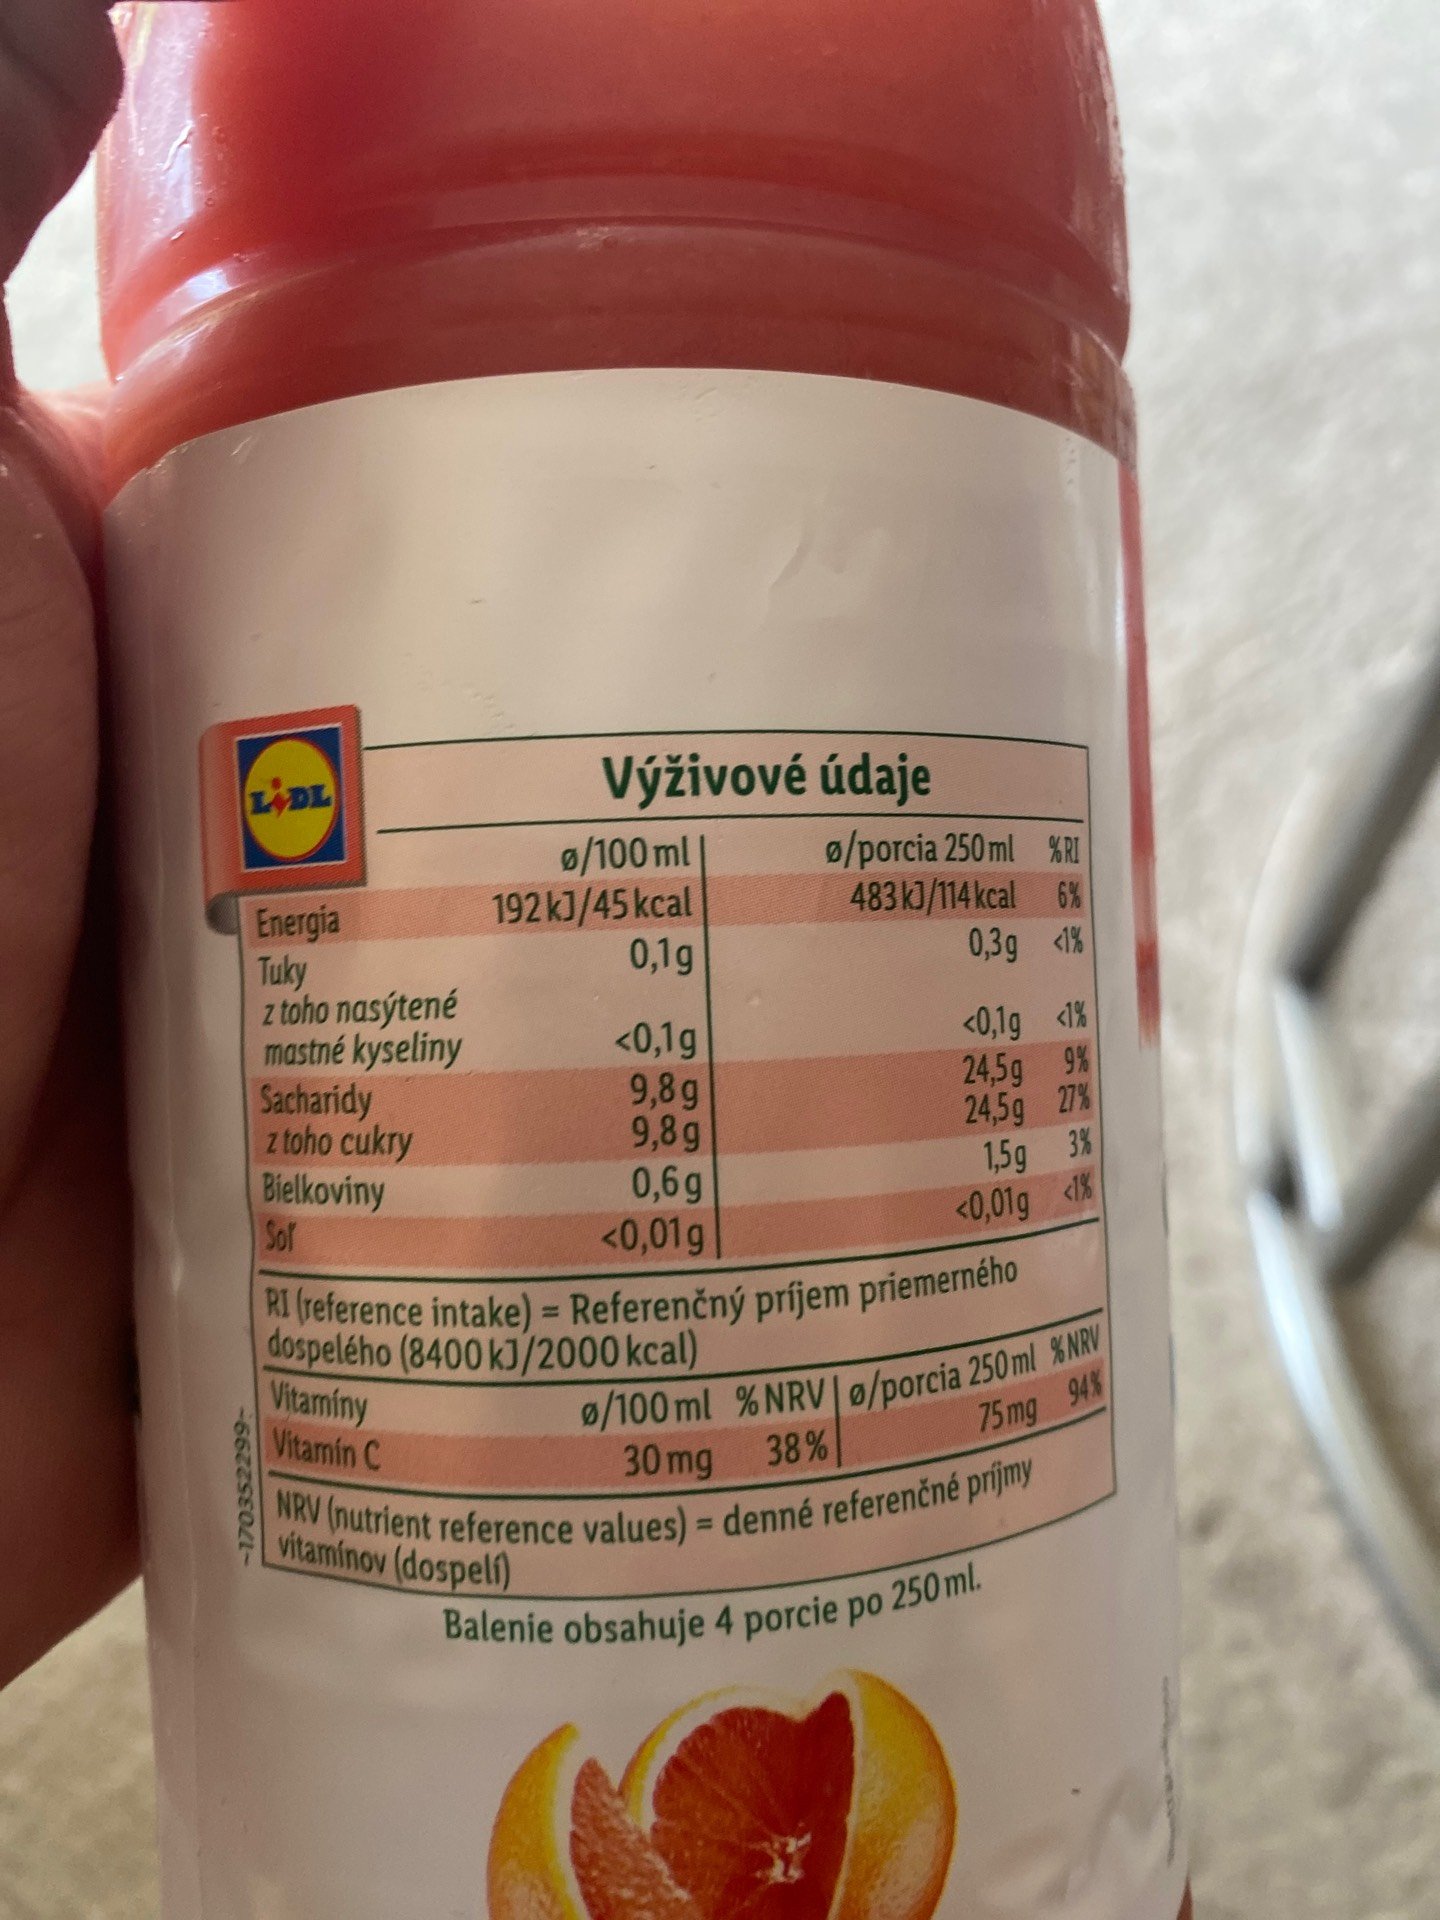 LIDL
Výživové údaje
ø/100 ml ø/porcia 250 ml %RI
Energia 192 kJ/45 kcal 483 kJ/114 kcal 6%
Tuky 0,1g 0,3g <1%
z toho nasýtené
mastné kyseliny <0,1g <0,1g <1%
Sacharidy 9,8g 24,5g 9%
z toho cukry 9,8g 24,5g 27%
Bielkoviny 0,6g 1,5g 3%
Soľ <0,01g <0,01g <1%
RI (reference intake) = Referenčný príjem priemerného
dospelého (8400 kJ/2000 kcal)
Vitamíny ø/100 ml %NRV ø/porcia 250 ml %NRV
Vitamín C 30 mg 38% 75 mg 94%
NRV (nutrient reference values) = denné referenčné príjmy
vitamínov (dospelí)
Balenie obsahuje 4 porcie po 250 ml.
~170352299~